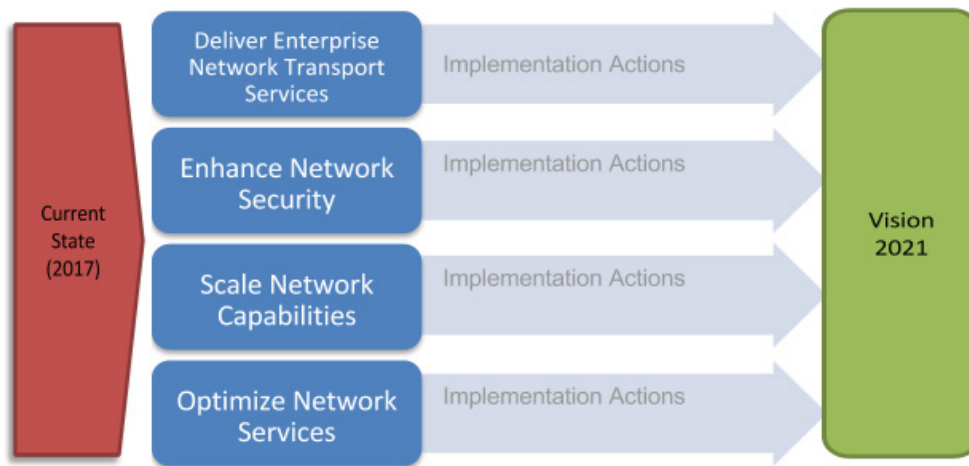 Current
State
(2017)
Deliver Enterprise
Network Transport
Services
Implementation Actions
Enhance Network
Security
Implementation Actions
Scale Network
Capabilities
Implementation Actions
Optimize Network
Services
Implementation Actions
Vision
2021